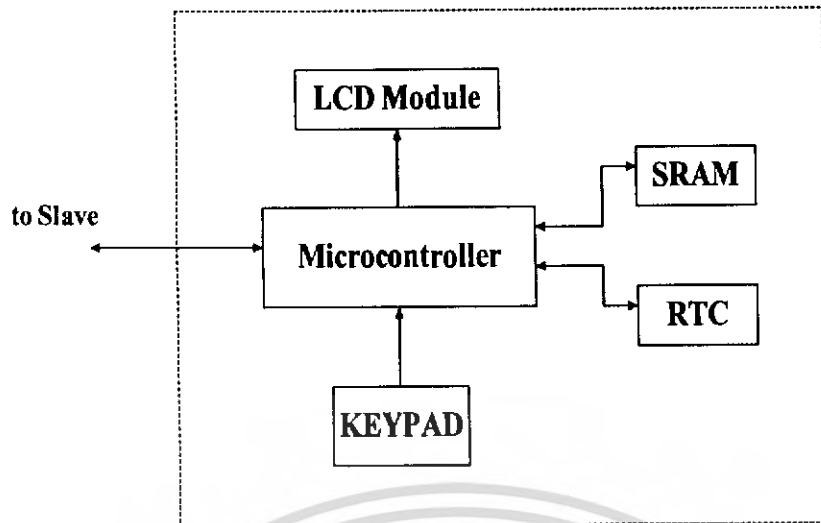 LCD Module
SRAM
to Slave
Microcontroller
RTC
KEYPAD